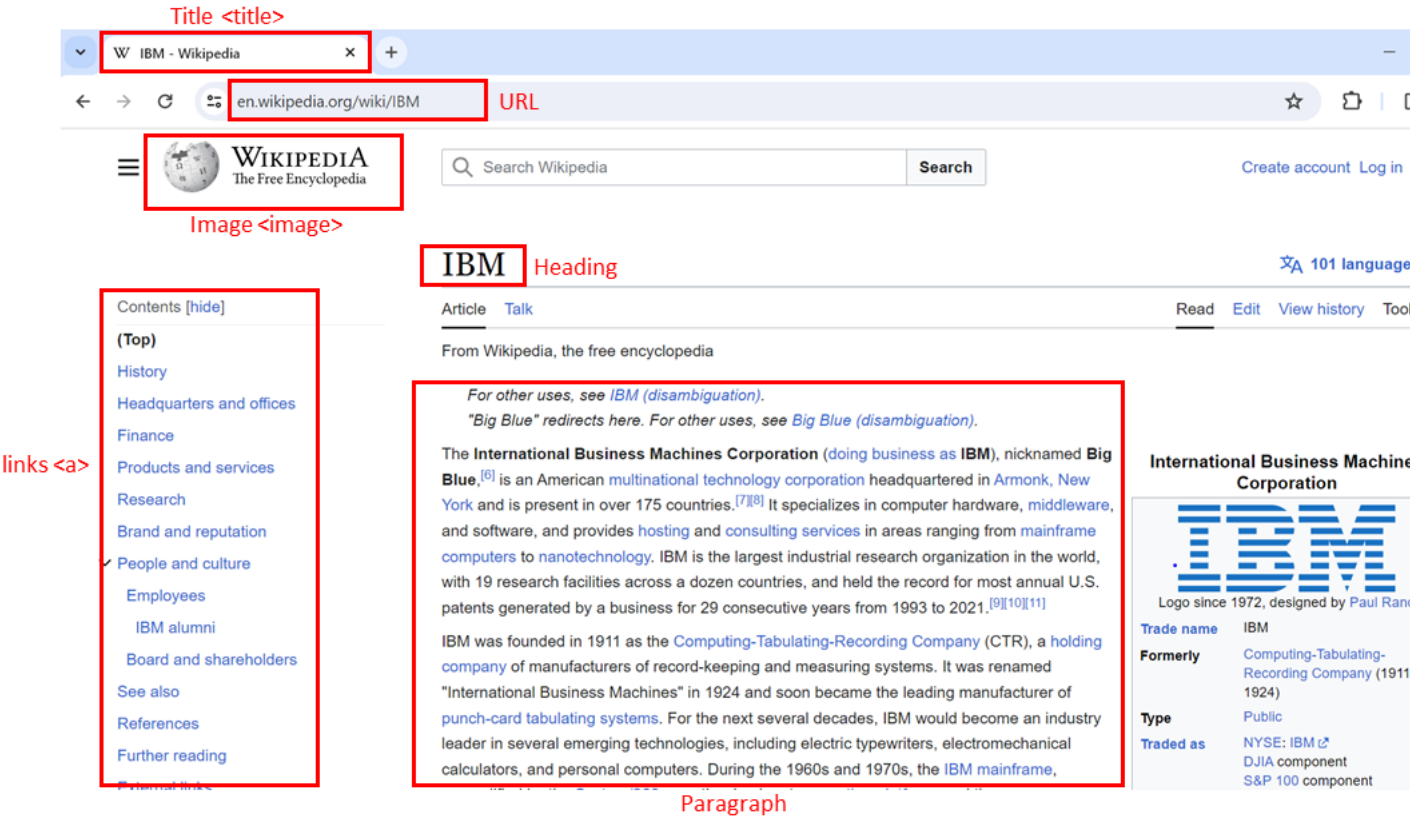 Title <title>
W IBM - Wikipedia
en.wikipedia.org/wiki/IBM
URL
WIKIPEDIA
The Free Encyclopedia
Search Wikipedia
Search
Create account Log in
Image <image>
IBM
Heading
101 language
Contents [hide]
(Top)
History
Headquarters and offices
Finance
Products and services
Research
Brand and reputation
People and culture
Employees
IBM alumni
Board and shareholders
See also
References
Further reading
links <a>
Article Talk
Read Edit View history Tool
From Wikipedia, the free encyclopedia
For other uses, see IBM (disambiguation).
"Big Blue" redirects here. For other uses, see Big Blue (disambiguation).
The International Business Machines Corporation (doing business as IBM), nicknamed Big
Blue,[6] is an American multinational technology corporation headquartered in Armonk, New
York and is present in over 175 countries.[7][8] It specializes in computer hardware, middleware,
and software, and provides hosting and consulting services in areas ranging from mainframe
computers to nanotechnology. IBM is the largest industrial research organization in the world,
with 19 research facilities across a dozen countries, and held the record for most annual U.S.
patents generated by a business for 29 consecutive years from 1993 to 2021.[9][10][11]
IBM was founded in 1911 as the Computing-Tabulating-Recording Company (CTR), a holding
company of manufacturers of record-keeping and measuring systems. It was renamed
"International Business Machines" in 1924 and soon became the leading manufacturer of
punch-card tabulating systems. For the next several decades, IBM would become an industry
leader in several emerging technologies, including electric typewriters, electromechanical
calculators, and personal computers. During the 1960s and 1970s, the IBM mainframe,
Paragraph
International Business Machine
Corporation
IBM
Logo since 1972, designed by Paul Rand
Trade name IBM
Formerly Computing-Tabulating-
Recording Company (1911
1924)
Type Public
Traded as NYSE: IBM
DJIA component
S&P 100 component